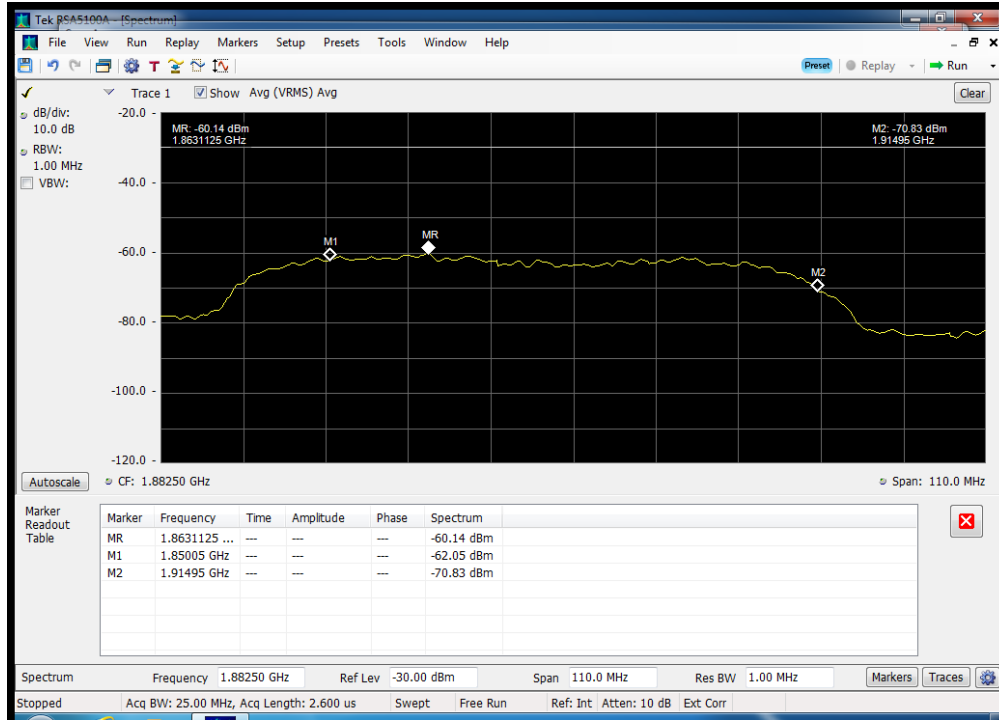 Tek RSA5100A - [Spectrum]
File View Run Replay Markers Setup Presets Tools Window Help
T Preset Replay Run
Trace 1 Show Avg (VRMS) Avg Clear
dB/div:
10.0 dB
RBW:
1.00 MHz
VBW:
-20.0 -
MR: -60.14 dBm
1.8631125 GHz
M2: -70.83 dBm
1.91495 GHz
-40.0 -
M1
MR
-60.0 -
M2
-80.0 -
-100.0 -
-120.0 -
Autoscale CF: 1.88250 GHz Span: 110.0 MHz
Marker
Readout
Table
Marker Frequency Time Amplitude Phase Spectrum
MR 1.8631125 ... --- --- --- -60.14 dBm
M1 1.85005 GHz --- --- --- -62.05 dBm
M2 1.91495 GHz --- --- --- -70.83 dBm
Spectrum Frequency 1.88250 GHz Ref Lev -30.00 dBm Span 110.0 MHz Res BW 1.00 MHz Markers Traces
Stopped Acq BW: 25.00 MHz, Acq Length: 2.600 us Swept Free Run Ref: Int Atten: 10 dB Ext Corr